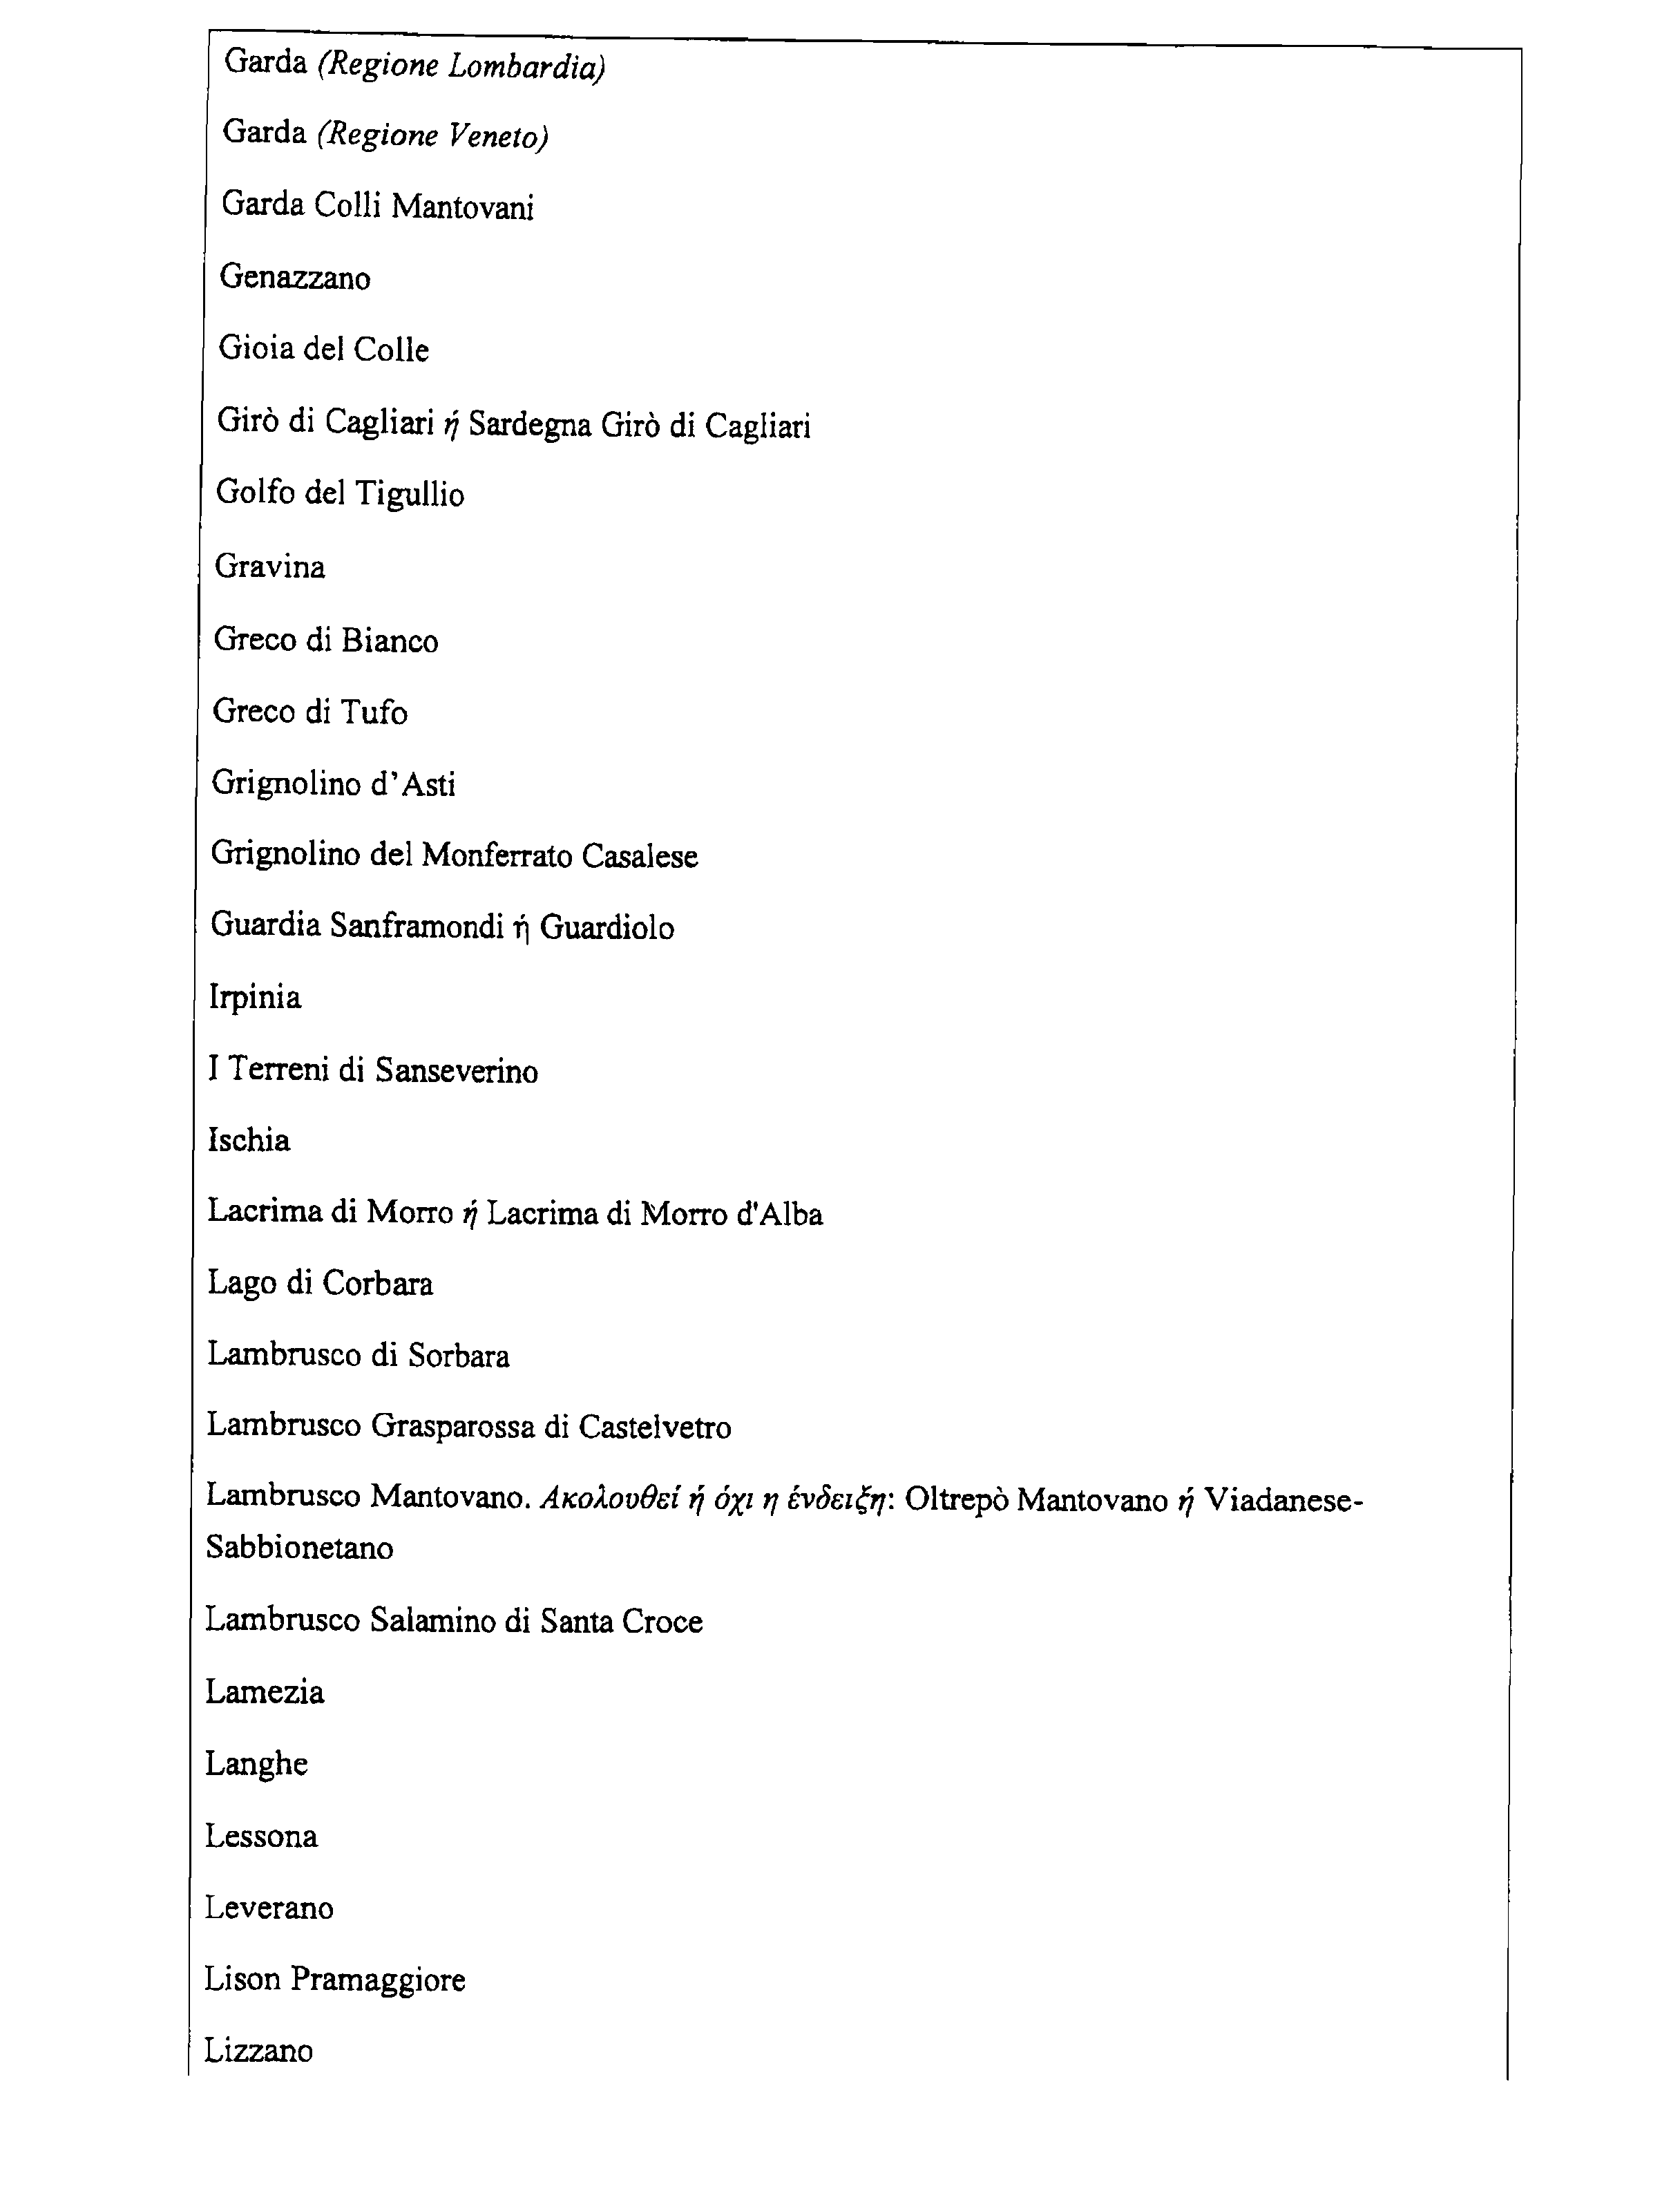 Garda (Regione Lombardia)
Garda (Regione Veneto)
Garda Colli Mantovani
Genazzano
Gioia del Colle
Girò di Cagliari ή Sardegna Girò di Cagliari
Golfo del Tigullio
Gravina
Greco di Bianco
Greco di Tufo
Grignolino d’Asti
Grignolino del Monferrato Casalese
Guardia Sanframondi ή Guardiolo
Irpinia
I Terreni di Sanseverino
Ischia
Lacrima di Morro ή Lacrima di Morro d'Alba
Lago di Corbara
Lambrusco di Sorbara
Lambrusco Grasparossa di Castelvetro
Lambrusco Mantovano. Ακολουθεί ή όχι η ένδειξη: Oltrepò Mantovano ή Viadanese-
Sabbionetano
Lambrusco Salamino di Santa Croce
Lamezia
Langhe
Lessona
Leverano
Lison Pramaggiore
Lizzano